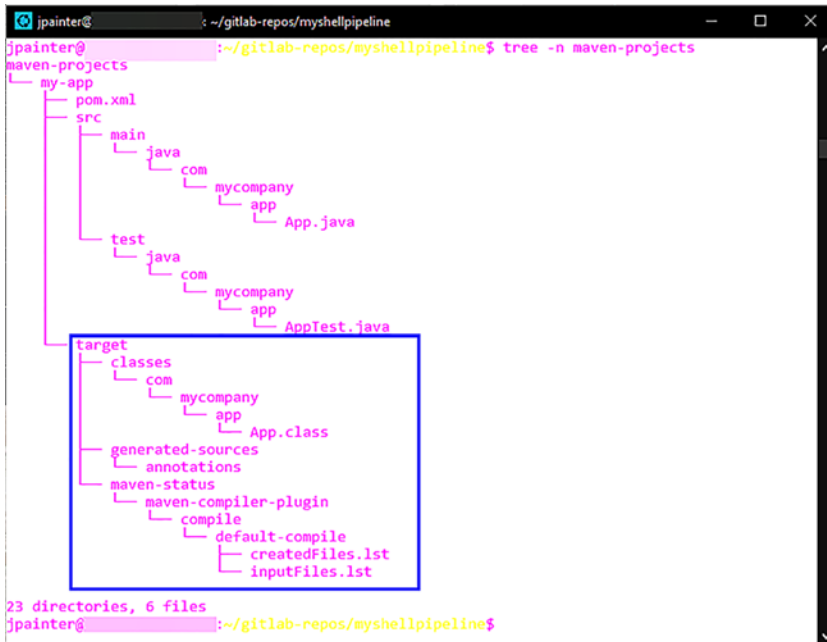 jpainter@ : ~/gitlab-repos/myshellpipeline
jpainter@ :~/gitlab-repos/myshellpipeline$ tree -n maven-projects
maven-projects
└── my-app
    ├── pom.xml
    ├── src
    │   ├── main
    │   │   └── java
    │   │       └── com
    │   │           └── mycompany
    │   │               └── app
    │   │                   └── App.java
    │   └── test
    │       └── java
    │           └── com
    │               └── mycompany
    │                   └── app
    │                       └── AppTest.java
    └── target
        ├── classes
        │   └── com
        │       └── mycompany
        │           └── app
        │               └── App.class
        ├── generated-sources
        │   └── annotations
        └── maven-status
            └── maven-compiler-plugin
                └── compile
                    └── default-compile
                        ├── createdFiles.lst
                        └── inputFiles.lst
23 directories, 6 files
jpainter@ :~/gitlab-repos/myshellpipeline$